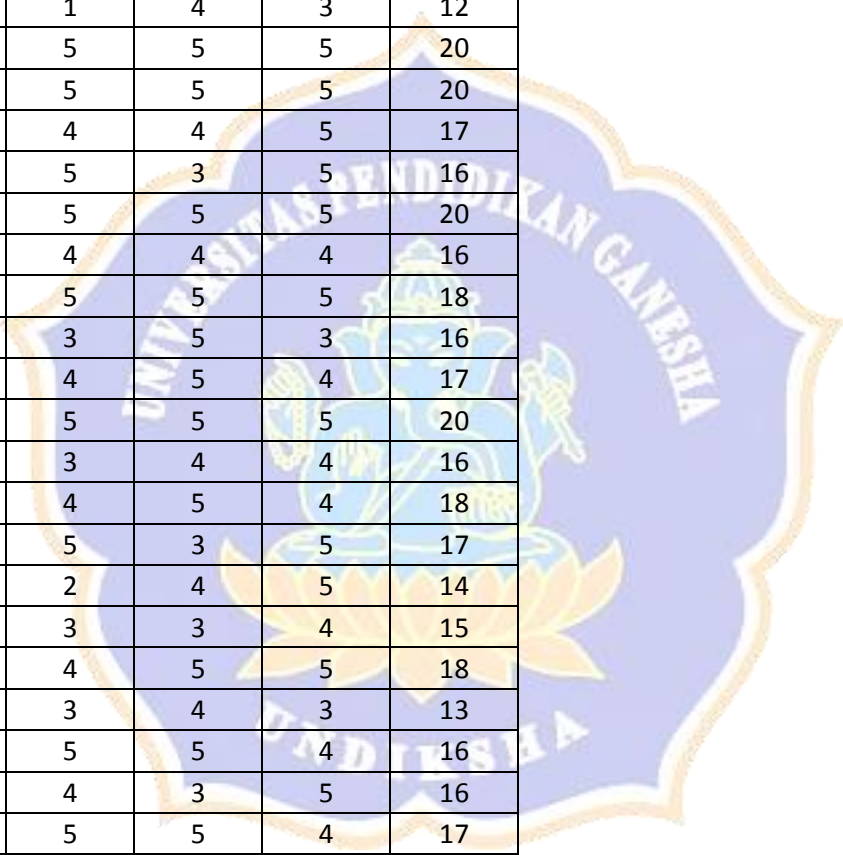 1 4 3 12
5 5 5 20
5 5 5 20
4 4 5 17
5 3 5 16
5 5 5 20
4 4 4 16
5 5 5 18
3 5 3 16
4 5 4 17
5 5 5 20
3 4 4 16
4 5 4 18
5 3 5 17
2 4 5 14
3 3 4 15
4 5 5 18
3 4 3 13
5 5 4 16
4 3 5 16
5 5 4 17
UNIVERSITAS PENDIDIKAN GANESHA
UNDIKSHA